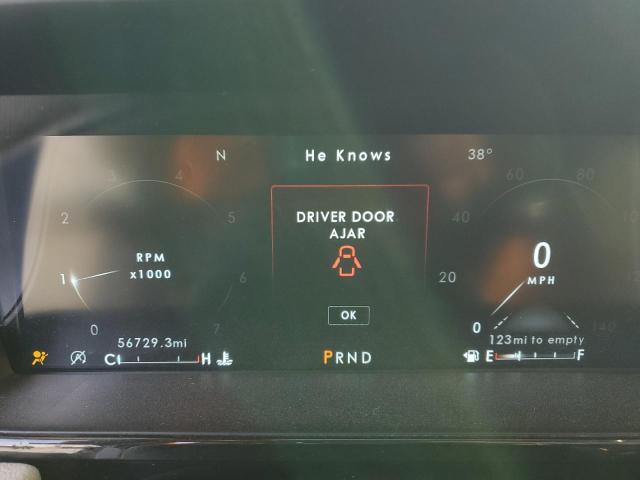 N He Knows 38°
3 4 60 80
DRIVER DOOR
AJAR
2 5 40
RPM
x1000
0
MPH
1 6 20
OK
0 7 0 140
56729.3mi 123mi to empty
C H PRND E F